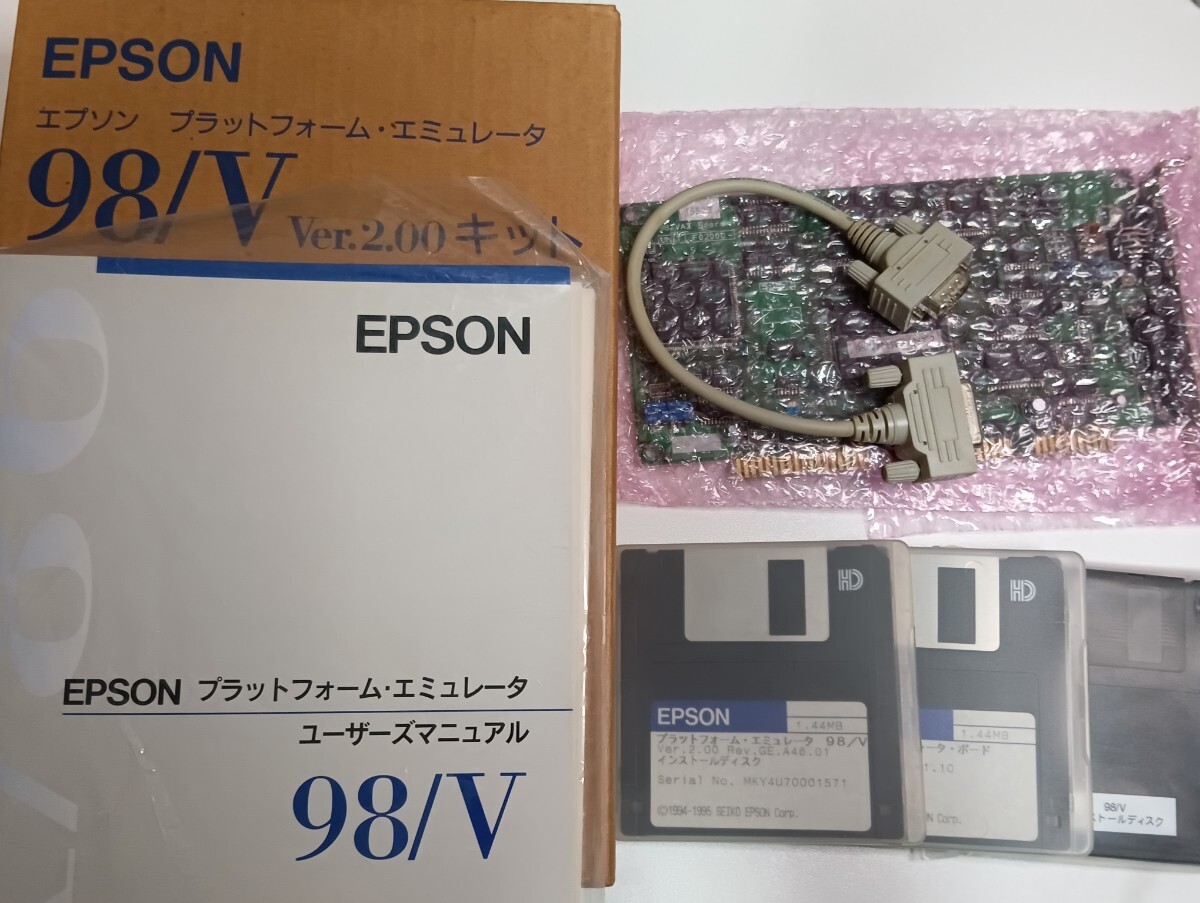 EPSON
エプソン プラットフォーム・エミュレータ
98/V Ver.2.00 キット
EPSON
EPSON プラットフォーム・エミュレータ
ユーザーズマニュアル
98/V
HD
EPSON
1.44MB
プラットフォーム・エミュレータ 98/V
Ver.2.00 Rev.GE.A46.01
インストールディスク
Serial No. MKY4U70001571
©1994-1995 SEIKO EPSON Corp.
HD
1.44MB
ータ・ボード
1.10
N Corp.
98/V
トールディスク